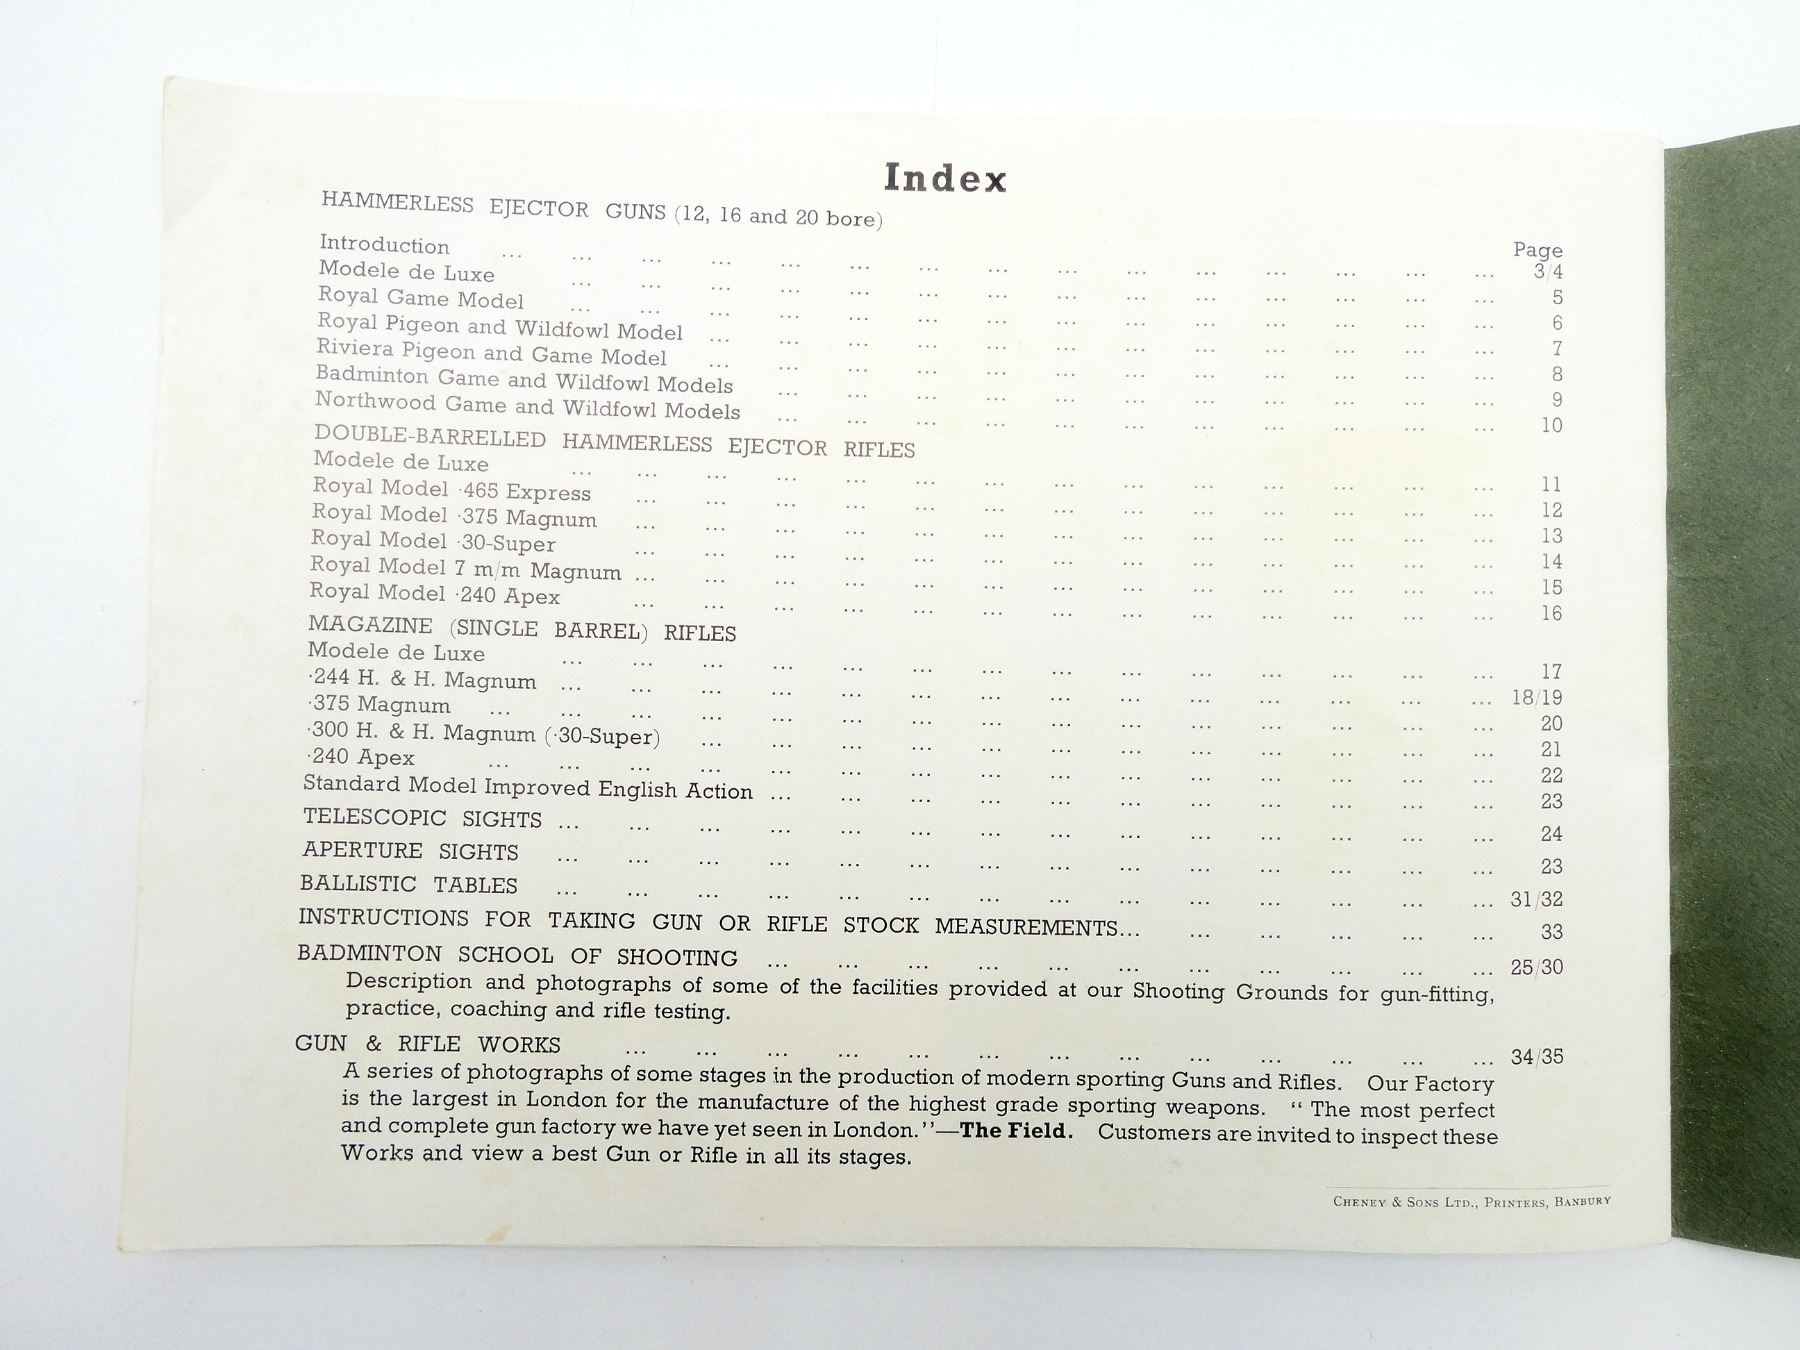 Index
HAMMERLESS EJECTOR GUNS (12, 16 and 20 bore)
Page
Introduction ... ... ... ... ... ... ... ... ... ... ... ... ... ... ... 3/4
Modele de Luxe ... ... ... ... ... ... ... ... ... ... ... ... ... ... 5
Royal Game Model ... ... ... ... ... ... ... ... ... ... ... ... ... ... 6
Royal Pigeon and Wildfowl Model ... ... ... ... ... ... ... ... ... ... ... ... 7
Riviera Pigeon and Game Model ... ... ... ... ... ... ... ... ... ... ... ... 8
Badminton Game and Wildfowl Models ... ... ... ... ... ... ... ... ... ... ... 9
Northwood Game and Wildfowl Models ... ... ... ... ... ... ... ... ... ... ... 10
DOUBLE-BARRELLED HAMMERLESS EJECTOR RIFLES
Modele de Luxe ... ... ... ... ... ... ... ... ... ... ... ... ... ... 11
Royal Model ·465 Express ... ... ... ... ... ... ... ... ... ... ... ... ... 12
Royal Model ·375 Magnum ... ... ... ... ... ... ... ... ... ... ... ... ... 13
Royal Model ·30-Super ... ... ... ... ... ... ... ... ... ... ... ... ... 14
Royal Model 7 m/m Magnum ... ... ... ... ... ... ... ... ... ... ... ... ... 15
Royal Model ·240 Apex ... ... ... ... ... ... ... ... ... ... ... ... ... 16
MAGAZINE (SINGLE BARREL) RIFLES
Modele de Luxe ... ... ... ... ... ... ... ... ... ... ... ... ... ... 17
·244 H. & H. Magnum ... ... ... ... ... ... ... ... ... ... ... ... ... ... 18/19
·375 Magnum ... ... ... ... ... ... ... ... ... ... ... ... ... ... ... 20
·300 H. & H. Magnum (·30-Super) ... ... ... ... ... ... ... ... ... ... ... ... 21
·240 Apex ... ... ... ... ... ... ... ... ... ... ... ... ... ... ... 22
Standard Model Improved English Action ... ... ... ... ... ... ... ... ... ... ... 23
TELESCOPIC SIGHTS ... ... ... ... ... ... ... ... ... ... ... ... ... ... 24
APERTURE SIGHTS ... ... ... ... ... ... ... ... ... ... ... ... ... ... 23
BALLISTIC TABLES ... ... ... ... ... ... ... ... ... ... ... ... ... ... 31/32
INSTRUCTIONS FOR TAKING GUN OR RIFLE STOCK MEASUREMENTS... ... ... ... ... ... 33
BADMINTON SCHOOL OF SHOOTING ... ... ... ... ... ... ... ... ... ... ... 25/30
Description and photographs of some of the facilities provided at our Shooting Grounds for gun-fitting,
practice, coaching and rifle testing.
GUN & RIFLE WORKS ... ... ... ... ... ... ... ... ... ... ... ... ... 34/35
A series of photographs of some stages in the production of modern sporting Guns and Rifles. Our Factory
is the largest in London for the manufacture of the highest grade sporting weapons. “ The most perfect
and complete gun factory we have yet seen in London.”—The Field. Customers are invited to inspect these
Works and view a best Gun or Rifle in all its stages.
CHENEY & SONS LTD., PRINTERS, BANBURY